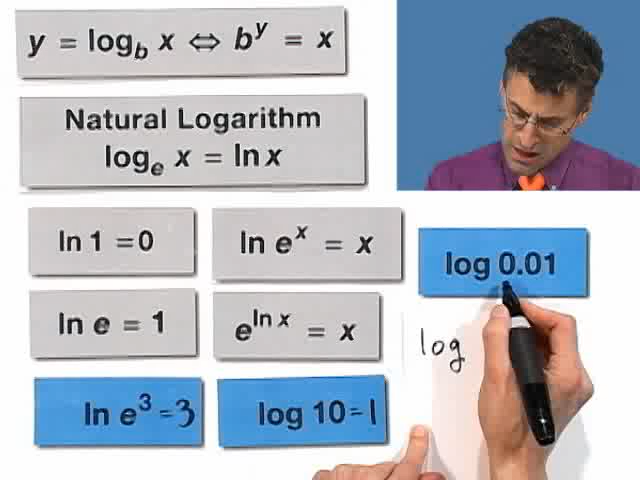 y = log_b x ⇔ b^y = x
Natural Logarithm
log_e x = ln x
ln 1 = 0
ln e^x = x
ln e = 1
e^(ln x) = x
ln e^3 = 3
log 10 = 1
log 0.01
log